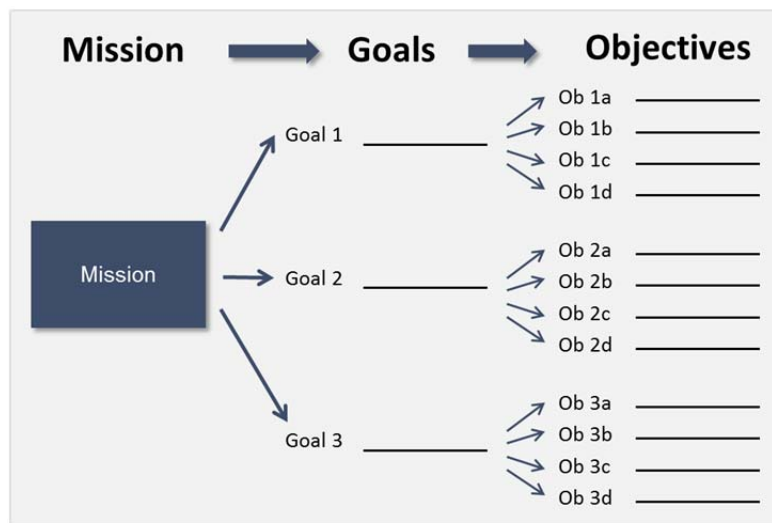 Mission Goals Objectives
Ob 1a
Ob 1b
Goal 1
Ob 1c
Ob 1d
Mission
Ob 2a
Goal 2
Ob 2b
Ob 2c
Ob 2d
Ob 3a
Ob 3b
Goal 3
Ob 3c
Ob 3d